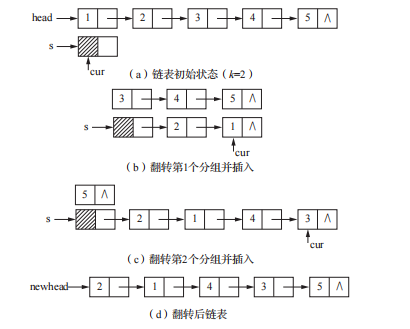 head 1 2 3 4 5 ∧
s
cur
（a）链表初始状态（k=2）
3 4 5 ∧
s 2 1 ∧
cur
（b）翻转第1个分组并插入
5 ∧
s 2 1 4 3 ∧
cur
（c）翻转第2个分组并插入
newhead 2 1 4 3 5 ∧
（d）翻转后链表